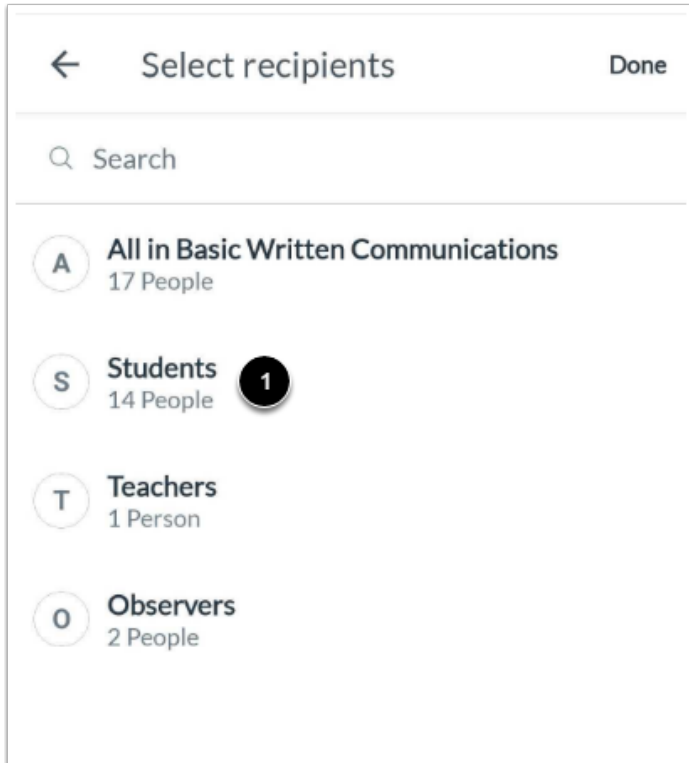 Select recipients Done
Search
A All in Basic Written Communications
17 People
S Students 1
14 People
T Teachers
1 Person
O Observers
2 People